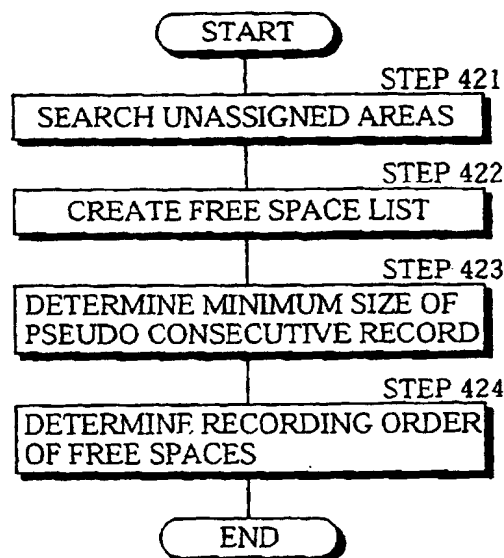 START
STEP 421
SEARCH UNASSIGNED AREAS
STEP 422
CREATE FREE SPACE LIST
STEP 423
DETERMINE MINIMUM SIZE OF
PSEUDO CONSECUTIVE RECORD
STEP 424
DETERMINE RECORDING ORDER
OF FREE SPACES
END